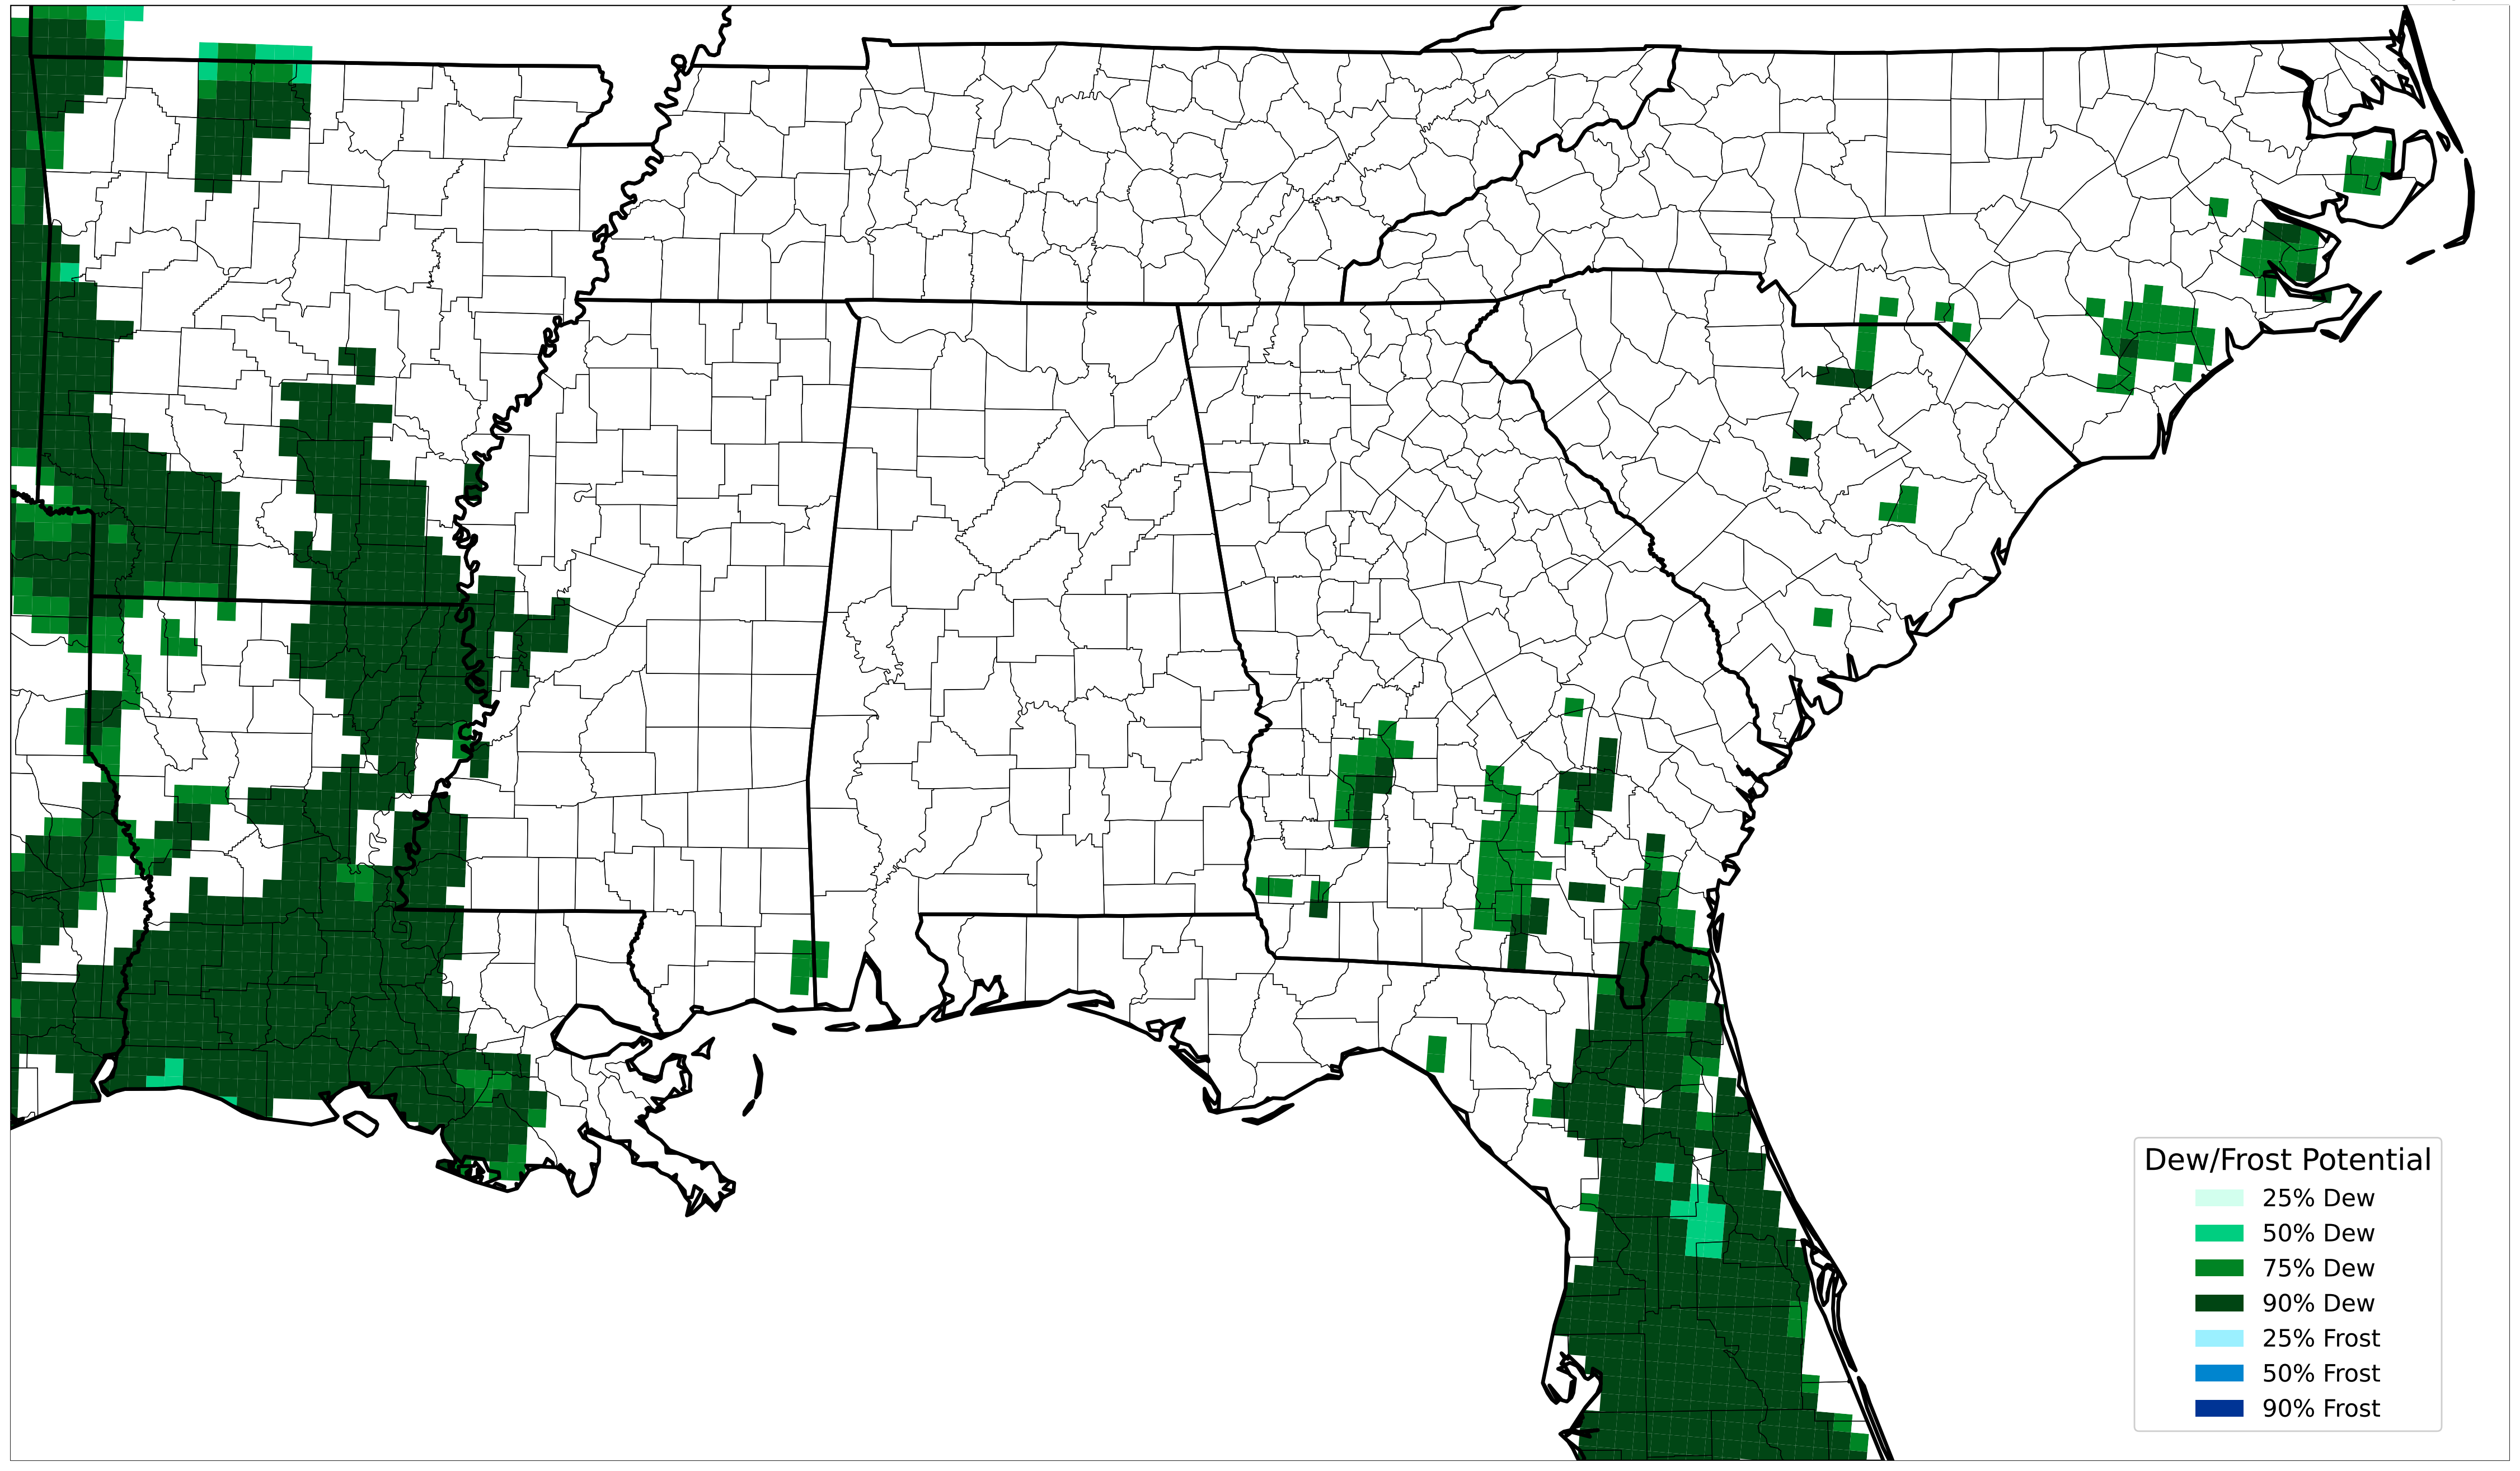 Dew/Frost Potential
25% Dew
50% Dew
75% Dew
90% Dew
25% Frost
50% Frost
90% Frost